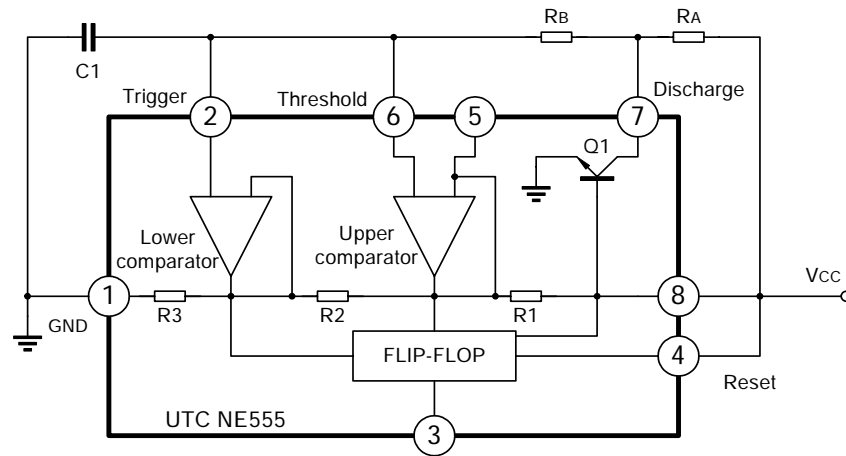 RB
RA
C1
Trigger
Threshold
Discharge
2
6
5
7
Q1
Lower
comparator
Upper
comparator
VCC
1
8
GND
R3
R2
R1
FLIP-FLOP
4
Reset
UTC NE555
3